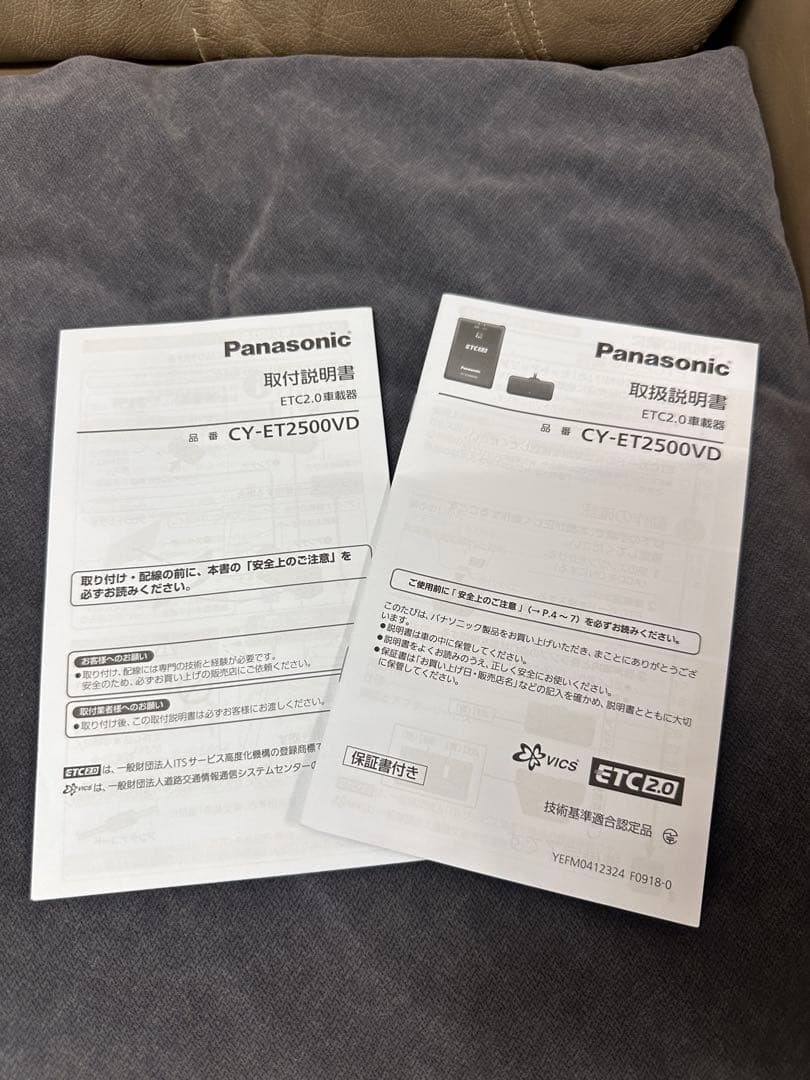 Panasonic
取付説明書
ETC2.0車載器
品 番 CY-ET2500VD
取り付け・配線の前に、本書の「安全上のご注意」を
必ずお読みください。
お客様へのお願い
●取り付け、配線には専門の技術と経験が必要です。
安全のため、必ずお買い上げの販売店にご依頼ください。
取付業者様へのお願い
●取り付け後、この取付説明書は必ずお客様にお渡しください。
ETC2.0 は、一般財団法人ITSサービス高度化機構の登録商標で
VICS は、一般財団法人道路交通情報通信システムセンターの
ETC2.0
Panasonic
Panasonic
取扱説明書
ETC2.0車載器
品 番 CY-ET2500VD
ご使用前に「安全上のご注意」(→P.4～7)を必ずお読みください。
このたびは、パナソニック製品をお買い上げいただき、まことにありがとうござ
います。
●説明書は車の中に保管してください。
●説明書をよくお読みのうえ、正しく安全にお使いください。
●保証書は「お買い上げ日・販売店名」などの記入を確かめ、説明書とともに大切
に保管してください。
保証書付き
VICS
ETC2.0
技術基準適合認定品
YEFM0412324 F0918-0